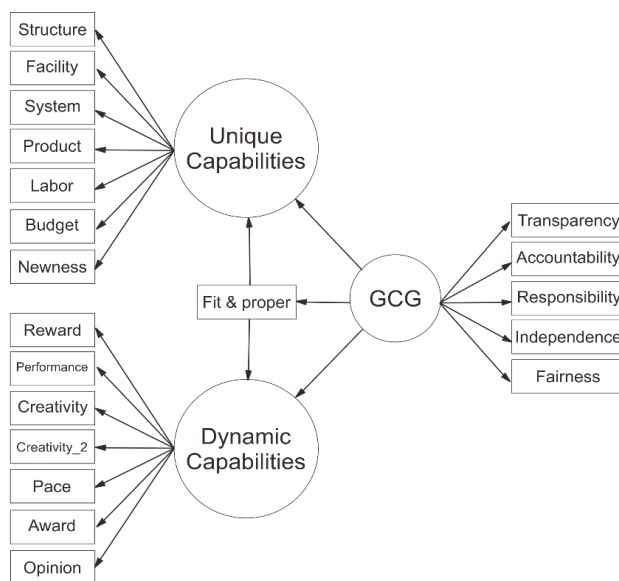 Structure
Facility
System
Product
Labor
Budget
Newness
Unique
Capabilities
Fit & proper
GCG
Transparency
Accountability
Responsibility
Independence
Fairness
Reward
Performance
Creativity
Creativity_2
Pace
Award
Opinion
Dynamic
Capabilities